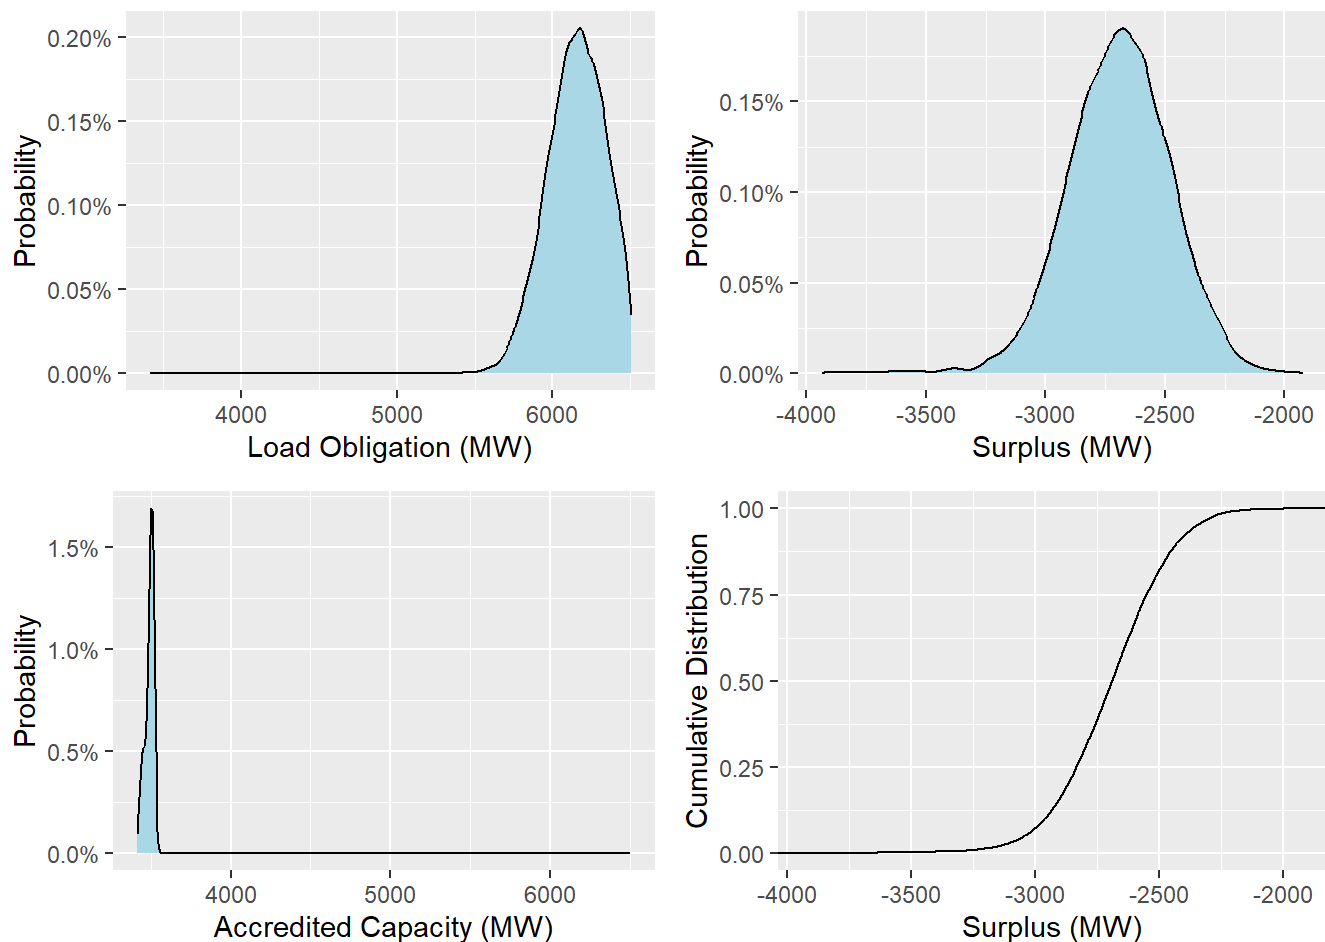 0.20%
0.15%
0.10%
0.05%
0.00%
Probability
4000 5000 6000
Load Obligation (MW)
0.15%
0.10%
0.05%
0.00%
Probability
-4000 -3500 -3000 -2500 -2000
Surplus (MW)
1.5%
1.0%
0.5%
0.0%
Probability
4000 5000 6000
Accredited Capacity (MW)
1.00
0.75
0.50
0.25
0.00
Cumulative Distribution
-4000 -3500 -3000 -2500 -2000
Surplus (MW)